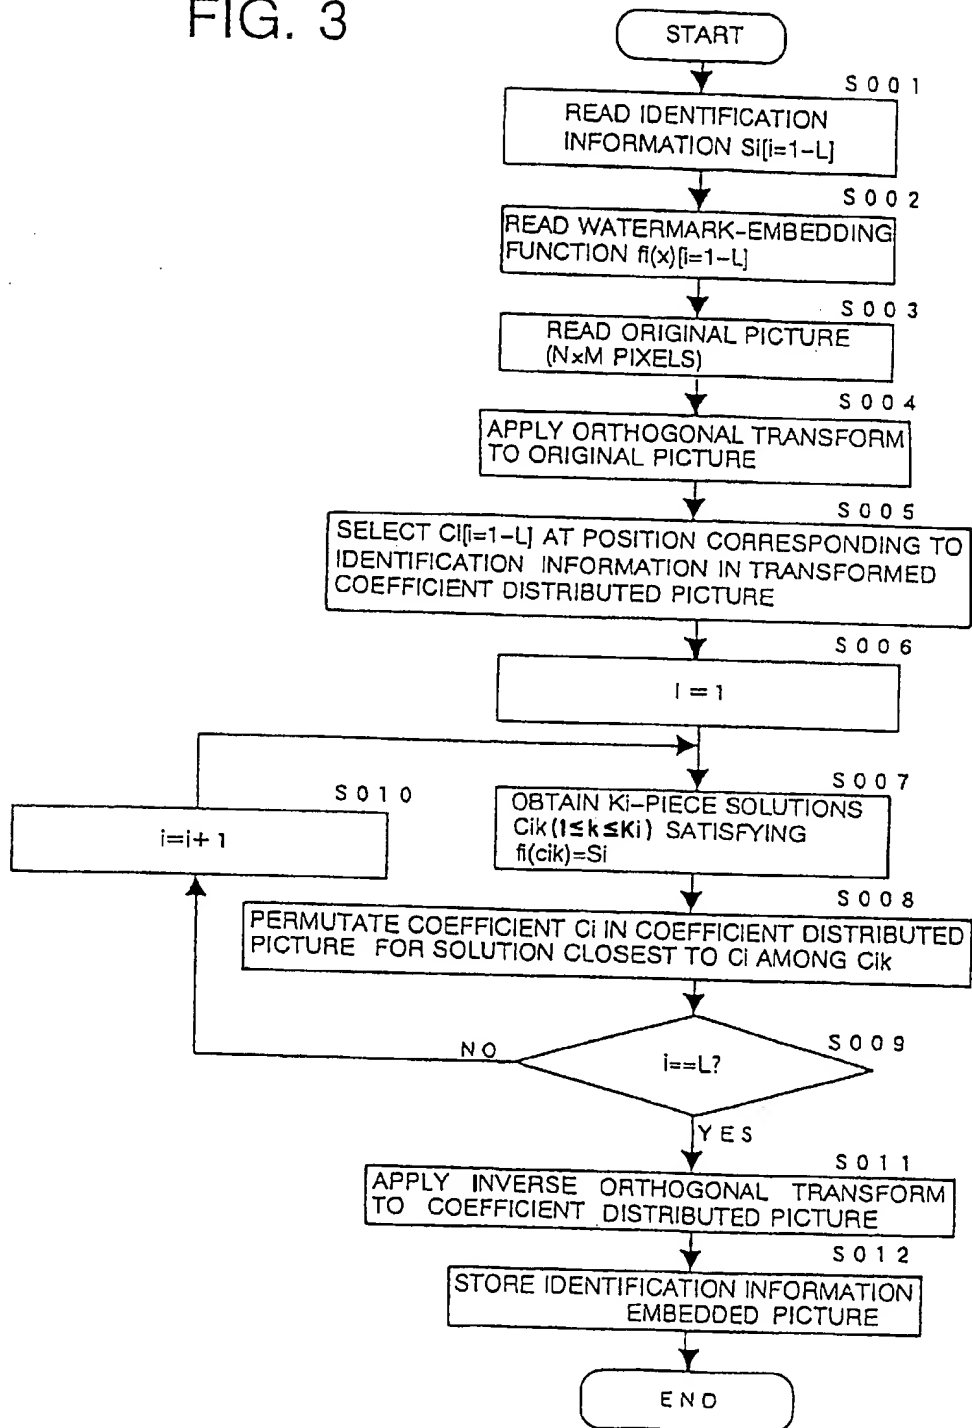 FIG. 3
START
S001
READ IDENTIFICATION
INFORMATION Si[i=1-L]
S002
READ WATERMARK-EMBEDDING
FUNCTION fi(x)[i=1-L]
S003
READ ORIGINAL PICTURE
(N×M PIXELS)
S004
APPLY ORTHOGONAL TRANSFORM
TO ORIGINAL PICTURE
S005
SELECT Ci[i=1-L] AT POSITION CORRESPONDING TO
IDENTIFICATION INFORMATION IN TRANSFORMED
COEFFICIENT DISTRIBUTED PICTURE
S006
I = 1
S007
OBTAIN Ki-PIECE SOLUTIONS
Cik(1≤k≤Ki) SATISFYING
fi(cik)=Si
S010
i=i+1
S008
PERMUTATE COEFFICIENT Ci IN COEFFICIENT DISTRIBUTED
PICTURE FOR SOLUTION CLOSEST TO Ci AMONG Cik
S009
i==L?
NO
YES
S011
APPLY INVERSE ORTHOGONAL TRANSFORM
TO COEFFICIENT DISTRIBUTED PICTURE
S012
STORE IDENTIFICATION INFORMATION
EMBEDDED PICTURE
END